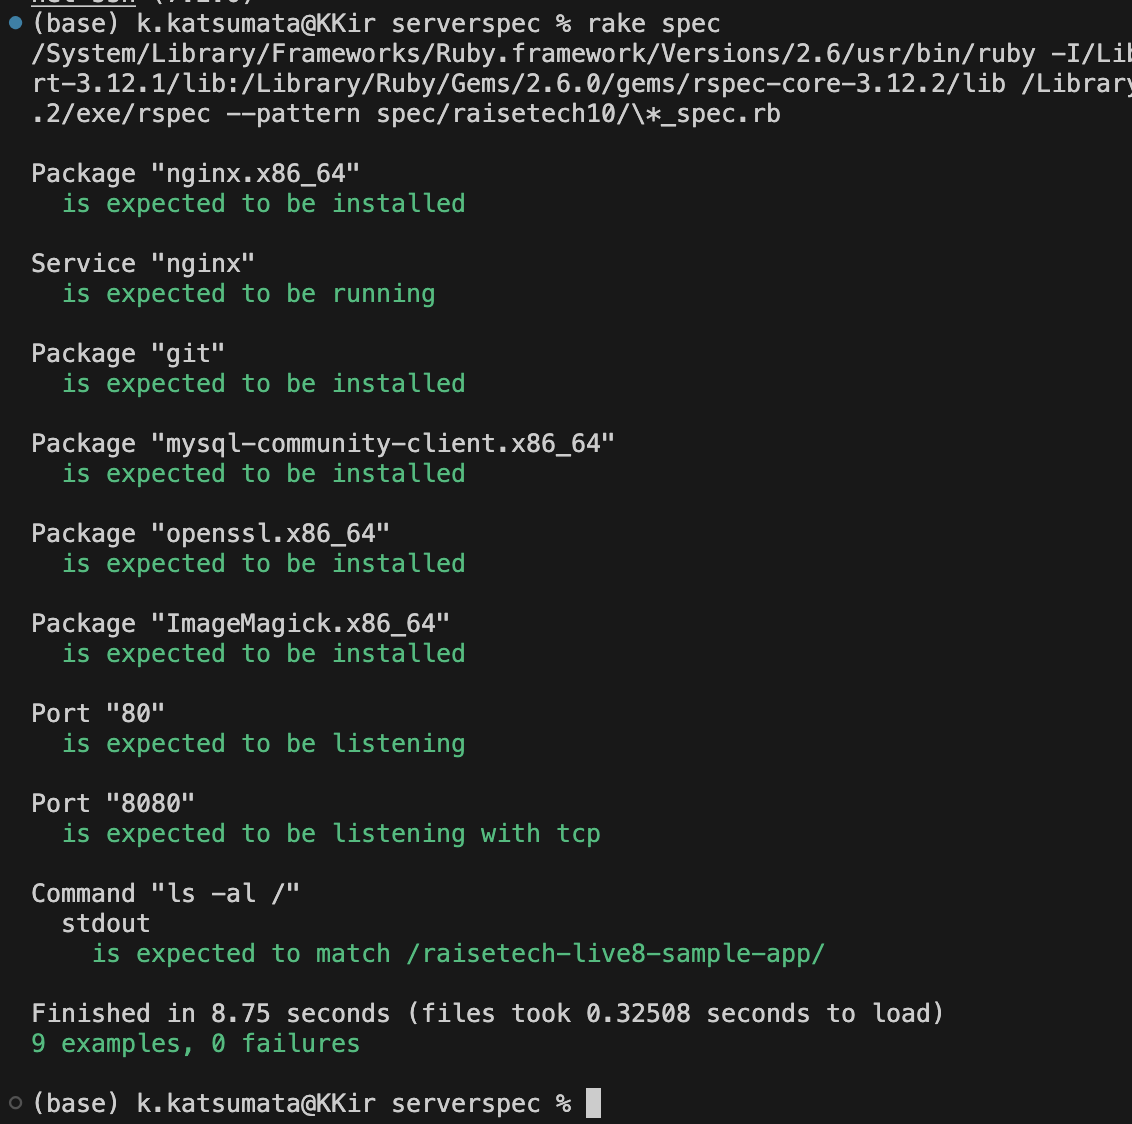 (base) k.katsumata@KKir serverspec % rake spec
/System/Library/Frameworks/Ruby.framework/Versions/2.6/usr/bin/ruby -I/Lib
rt-3.12.1/lib:/Library/Ruby/Gems/2.6.0/gems/rspec-core-3.12.2/lib /Library
.2/exe/rspec --pattern spec/raisetech10/\*_spec.rb
Package "nginx.x86_64"
is expected to be installed
Service "nginx"
is expected to be running
Package "git"
is expected to be installed
Package "mysql-community-client.x86_64"
is expected to be installed
Package "openssl.x86_64"
is expected to be installed
Package "ImageMagick.x86_64"
is expected to be installed
Port "80"
is expected to be listening
Port "8080"
is expected to be listening with tcp
Command "ls -al /"
stdout
is expected to match /raisetech-live8-sample-app/
Finished in 8.75 seconds (files took 0.32508 seconds to load)
9 examples, 0 failures
(base) k.katsumata@KKir serverspec %